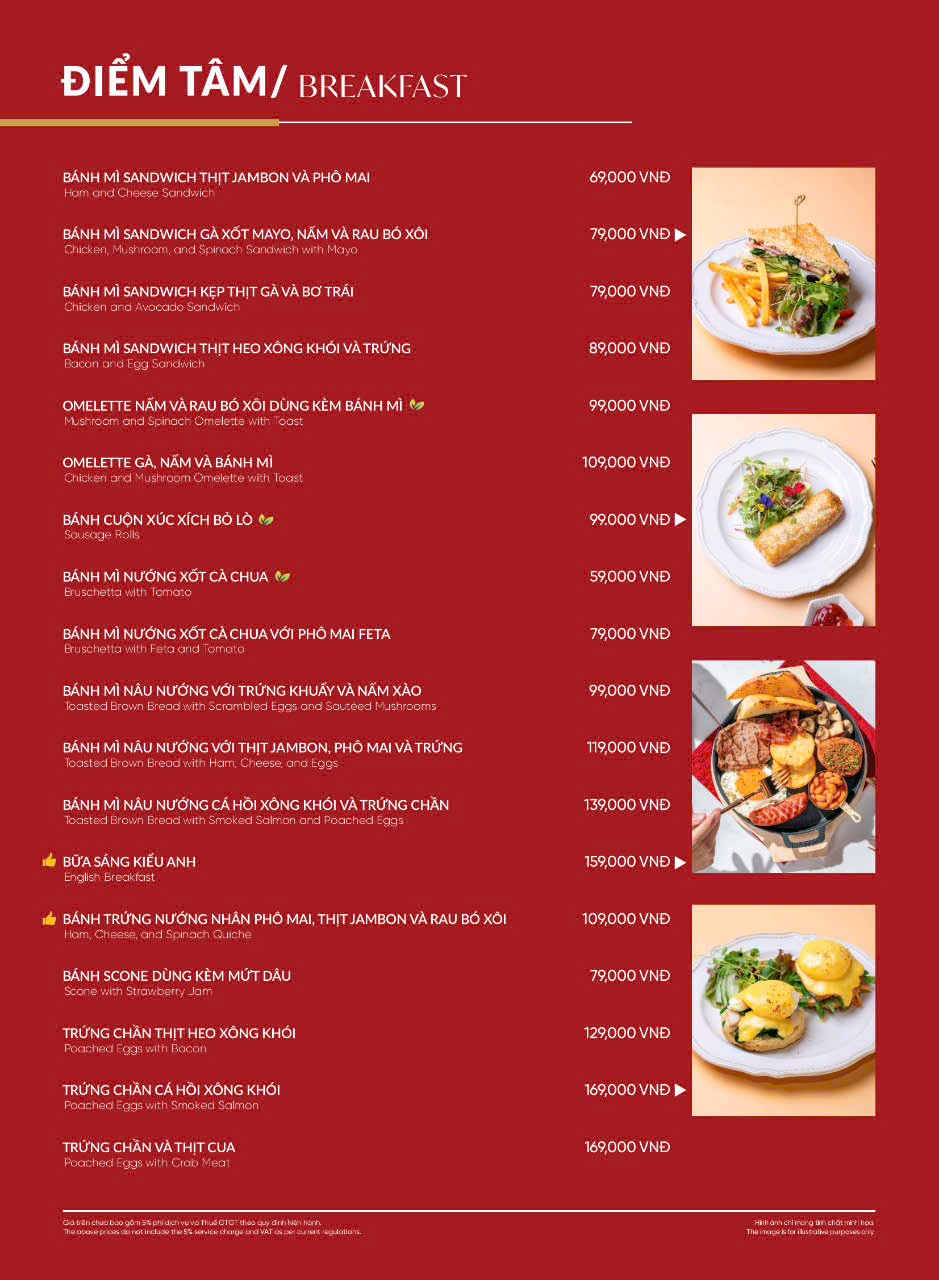 ĐIỂM TÂM/ BREAKFAST
BÁNH MÌ SANDWICH THỊT JAMBON VÀ PHÔ MAI 69,000 VNĐ
Ham and Cheese Sandwich
BÁNH MÌ SANDWICH GÀ XỐT MAYO, NẤM VÀ RAU BÓ XÔI 79,000 VNĐ
Chicken, Mushroom, and Spinach Sandwich with Mayo
BÁNH MÌ SANDWICH KẸP THỊT GÀ VÀ BƠ TRÁI 79,000 VNĐ
Chicken and Avocado Sandwich
BÁNH MÌ SANDWICH THỊT HEO XÔNG KHÓI VÀ TRỨNG 89,000 VNĐ
Bacon and Egg Sandwich
OMELETTE NẤM VÀ RAU BÓ XÔI DÙNG KÈM BÁNH MÌ 99,000 VNĐ
Mushroom and Spinach Omelette with Toast
OMELETTE GÀ, NẤM VÀ BÁNH MÌ 109,000 VNĐ
Chicken and Mushroom Omelette with Toast
BÁNH CUỘN XÚC XÍCH BỎ LÒ 99.000 VNĐ
Sausage Rolls
BÁNH MÌ NƯỚNG XỐT CÀ CHUA 59,000 VNĐ
Bruschetta with Tomato
BÁNH MÌ NƯỚNG XỐT CÀ CHUA VỚI PHÔ MAI FETA 79,000 VNĐ
Bruschetta with Feta and Tomato
BÁNH MÌ NÂU NƯỚNG VỚI TRỨNG KHUẤY VÀ NẤM XÀO 99,000 VNĐ
Toasted Brown Bread with Scrambled Eggs and Sautéed Mushrooms
BÁNH MÌ NÂU NƯỚNG VỚI THỊT JAMBON, PHÔ MAI VÀ TRỨNG 119,000 VNĐ
Toasted Brown Bread with Ham, Cheese, and Eggs
BÁNH MÌ NÂU NƯỚNG CÁ HỒI XÔNG KHÓI VÀ TRỨNG CHẦN 139,000 VNĐ
Toasted Brown Bread with Smoked Salmon and Poached Eggs
BỮA SÁNG KIỂU ANH 159,000 VNĐ
English Breakfast
BÁNH TRỨNG NƯỚNG NHÂN PHÔ MAI, THỊT JAMBON VÀ RAU BÓ XÔI 109,000 VNĐ
Ham, Cheese, and Spinach Quiche
BÁNH SCONE DÙNG KÈM MỨT DÂU 79,000 VNĐ
Scone with Strawberry Jam
TRỨNG CHẦN THỊT HEO XÔNG KHÓI 129,000 VNĐ
Poached Eggs with Bacon
TRỨNG CHẦN CÁ HỒI XÔNG KHÓI 169,000 VNĐ
Poached Eggs with Smoked Salmon
TRỨNG CHẦN VÀ THỊT CUA 169,000 VNĐ
Poached Eggs with Crab Meat
Giá trên chưa bao gồm 5% phí dịch vụ và Thuế GTGT theo quy định hiện hành.
The above prices do not include the 5% service charge and VAT as per current regulations.
Hình ảnh chỉ mang tính chất minh họa.
The image is for illustrative purposes only.